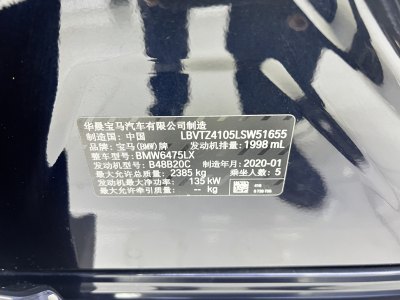 华晨宝马汽车有限公司制造
制造国: 中国 LBVTZ4105LSW51655
品牌: 宝马(BMW)牌 发动机排量: 1998 mL
整车型号: BMW6475LX
发动机型号: B48B20C 制造年月: 2020-01
最大允许总质量: 2385 kg 乘坐人数: 5
发动机最大净功率: 135 kW
最大允许牵引质量: -- kg